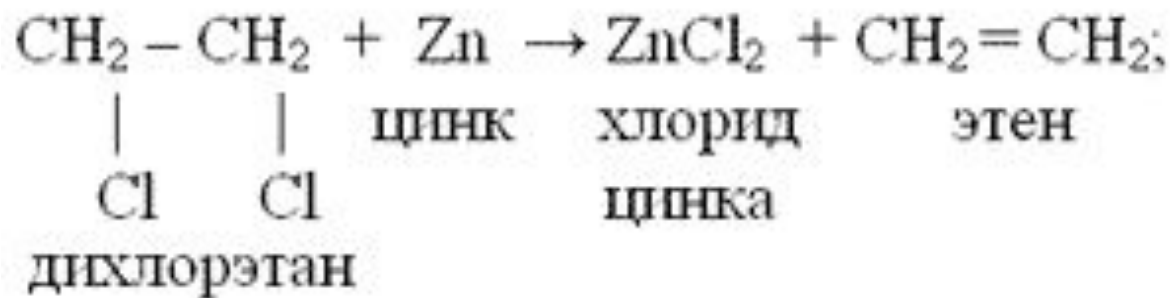 CH₂ – CH₂ + Zn → ZnCl₂ + CH₂ = CH₂;
| | цинк хлорид этен
Cl Cl цинка
дихлорэтан